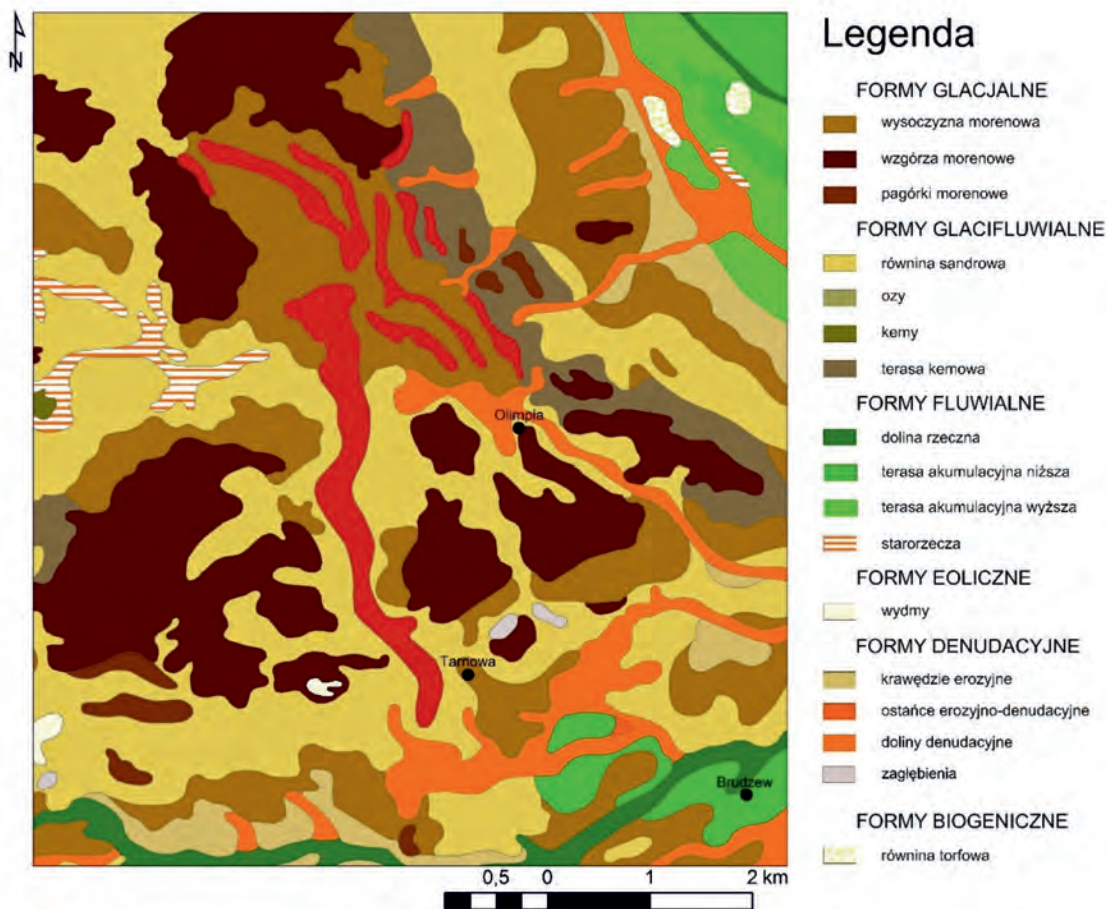 N
Olimpia
Tarnowa
Brudzew
0,5 0 1 2 km
Legenda
FORMY GLACJALNE
wysoczyzna morenowa
wzgórza morenowe
pagórki morenowe
FORMY GLACIFLUWIALNE
równina sandrowa
ozy
kemy
terasa kemowa
FORMY FLUWIALNE
dolina rzeczna
terasa akumulacyjna niższa
terasa akumulacyjna wyższa
starorzecza
FORMY EOLICZNE
wydmy
FORMY DENUDACYJNE
krawędzie erozyjne
ostańce erozyjno-denudacyjne
doliny denudacyjne
zagłębienia
FORMY BIOGENICZNE
równina torfowa